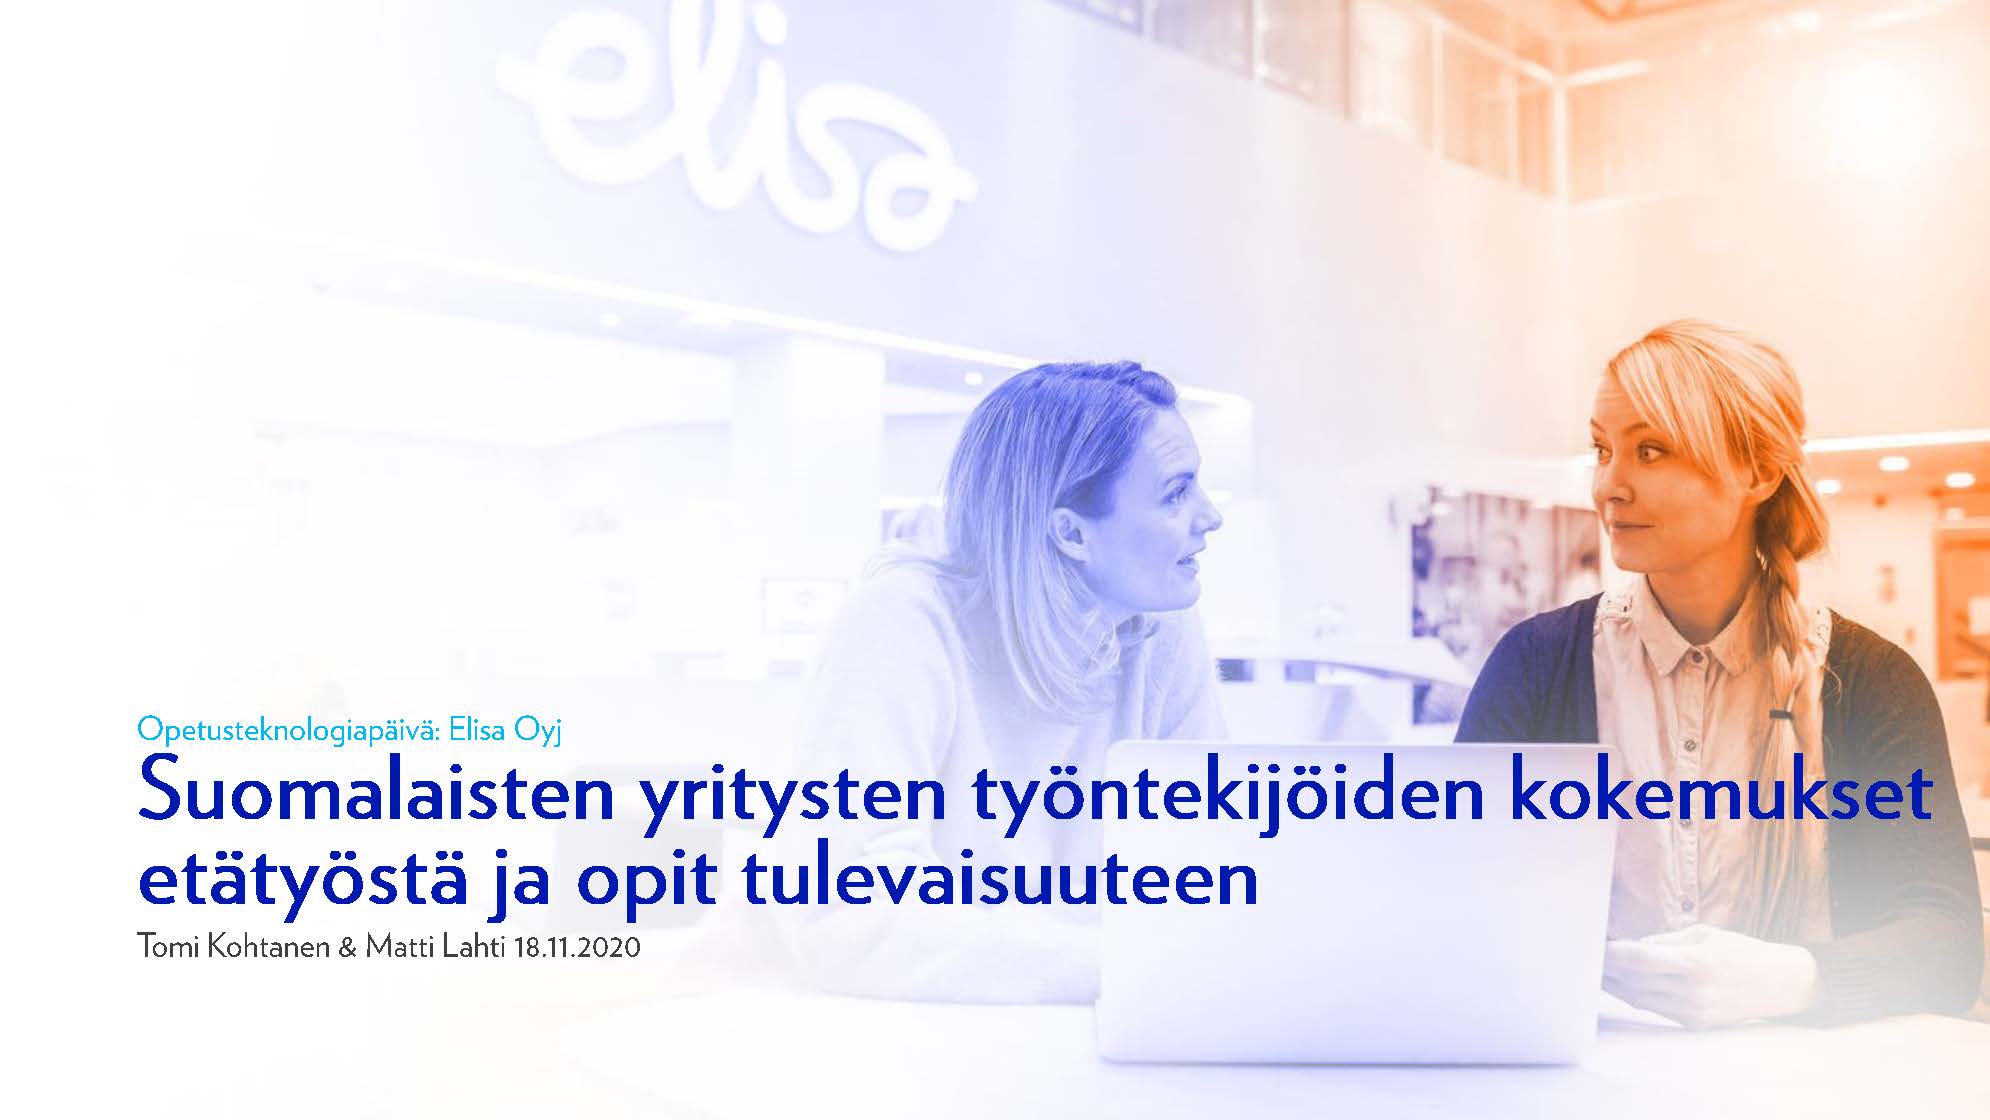 elisa
Opetusteknologiapäivä: Elisa Oyj
Suomalaisten yritysten työntekijöiden kokemukset
etätyöstä ja opit tulevaisuuteen
Tomi Kohtanen & Matti Lahti 18.11.2020